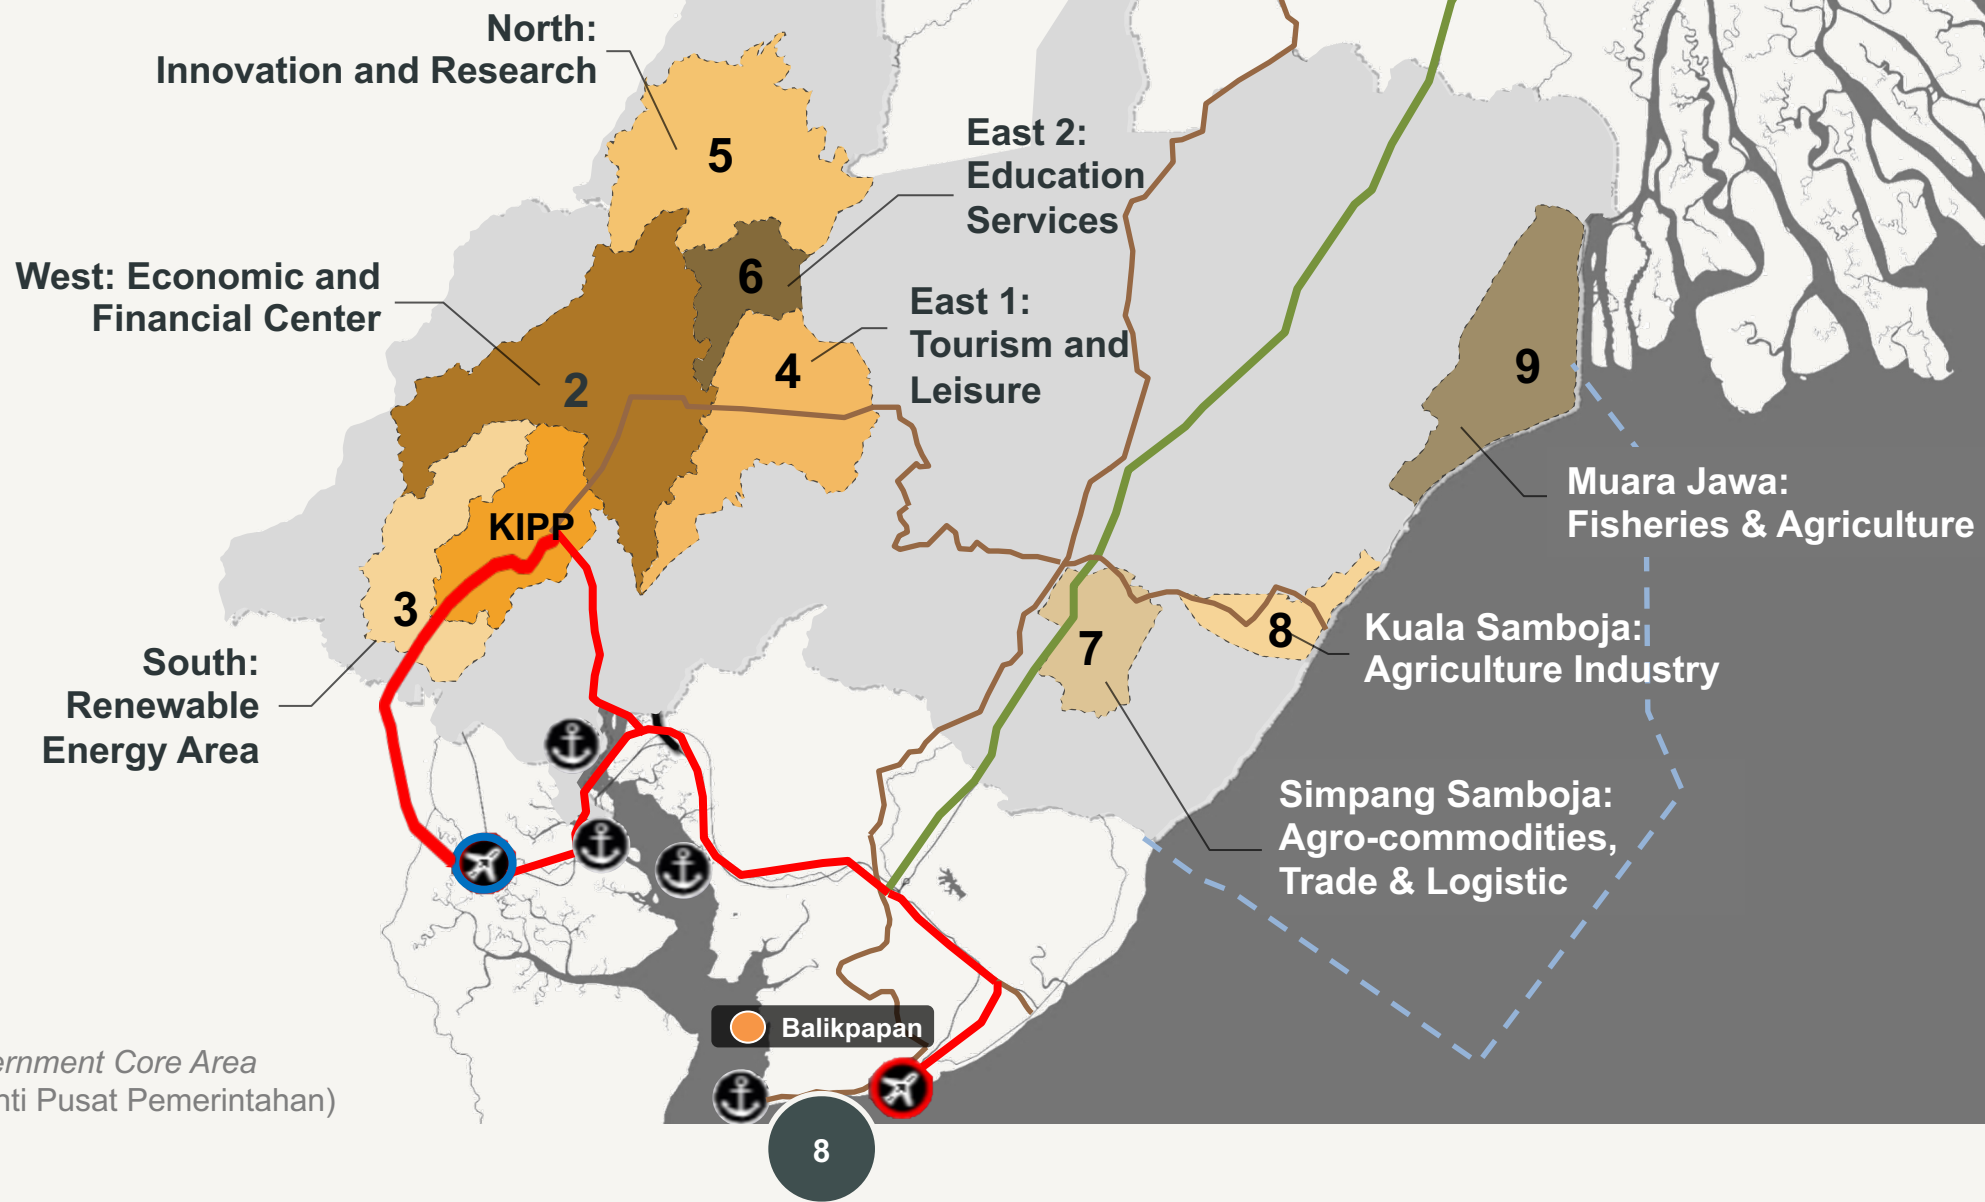 North:
Innovation and Research
5
East 2:
Education
Services
6
West: Economic and
Financial Center
East 1:
Tourism and
Leisure
2
4
9
KIPP
Muara Jawa:
Fisheries & Agriculture
3
7
8
Kuala Samboja:
Agriculture Industry
South:
Renewable
Energy Area
Simpang Samboja:
Agro-commodities,
Trade & Logistic
Balikpapan
ernment Core Area
nti Pusat Pemerintahan)
8